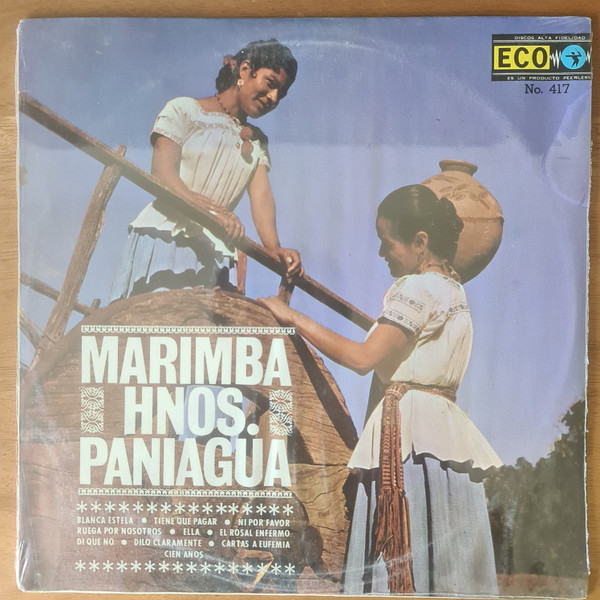 DISCOS ALTA FIDELIDAD
ECO
ES UN PRODUCTO PEERLESS
No. 417
MARIMBA
HNOS.
PANIAGUA
BLANCA ESTELA • TIENE QUE PAGAR • NI POR FAVOR
RUEGA POR NOSOTROS • ELLA • EL ROSAL ENFERMO
DI QUE NO • DILO CLARAMENTE • CARTAS A EUFEMIA
CIEN AÑOS